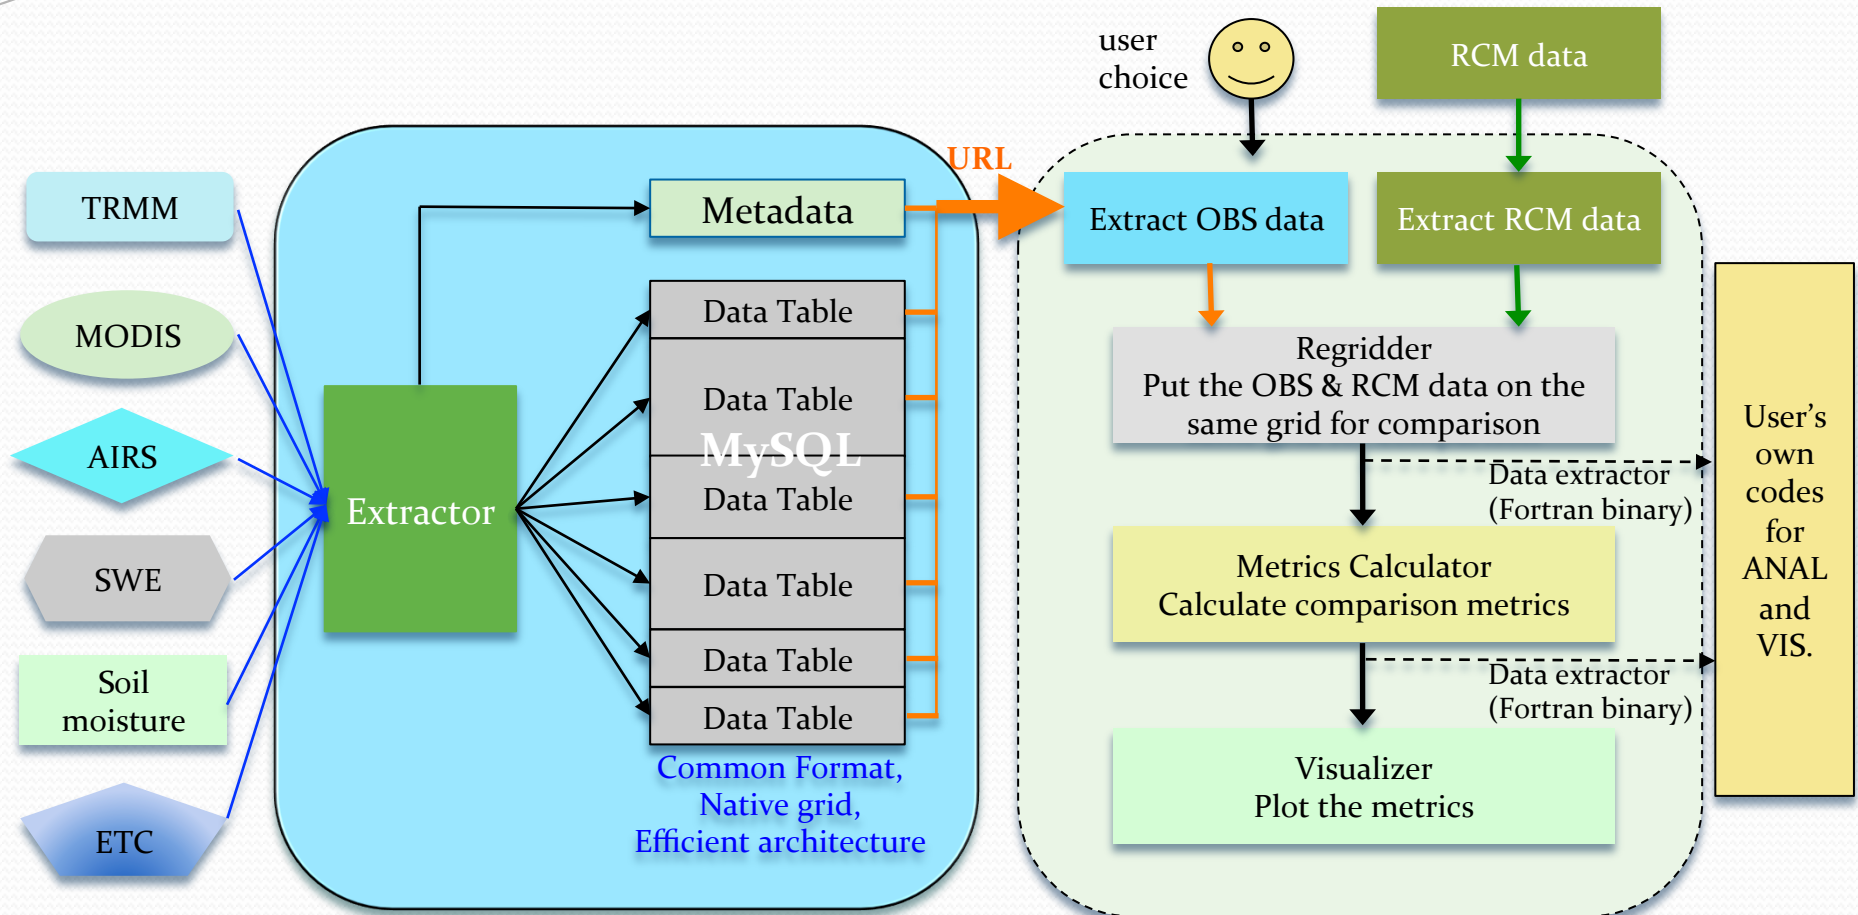 TRMM
MODIS
AIRS
SWE
Soil
moisture
ETC
Extractor
Metadata
Data Table
Data Table
MySQL
Data Table
Data Table
Data Table
Data Table
Common Format,
Native grid,
Efficient architecture
URL
user
choice
RCM data
Extract OBS data
Extract RCM data
Regridder
Put the OBS & RCM data on the
same grid for comparison
Data extractor
(Fortran binary)
Metrics Calculator
Calculate comparison metrics
Data extractor
(Fortran binary)
Visualizer
Plot the metrics
User’s
own
codes
for
ANAL
and
VIS.